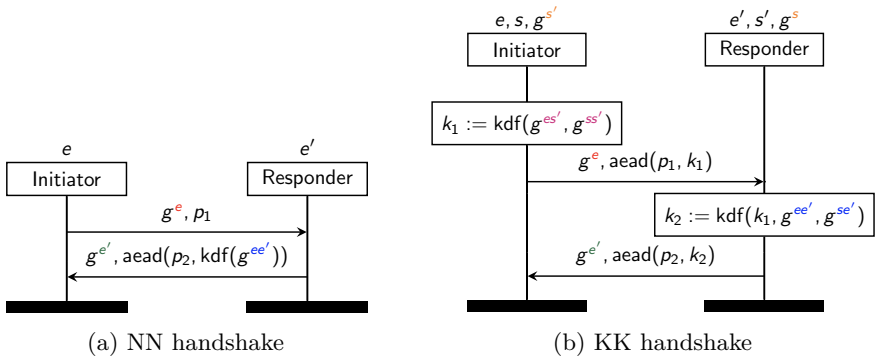 e
e′
Initiator
Responder
g^e, p₁
g^{e′}, aead(p₂, kdf(g^{ee′}))
(a) NN handshake
e, s, g^{s′}
e′, s′, g^s
Initiator
Responder
k₁ := kdf(g^{es′}, g^{ss′})
g^e, aead(p₁, k₁)
k₂ := kdf(k₁, g^{ee′}, g^{se′})
g^{e′}, aead(p₂, k₂)
(b) KK handshake